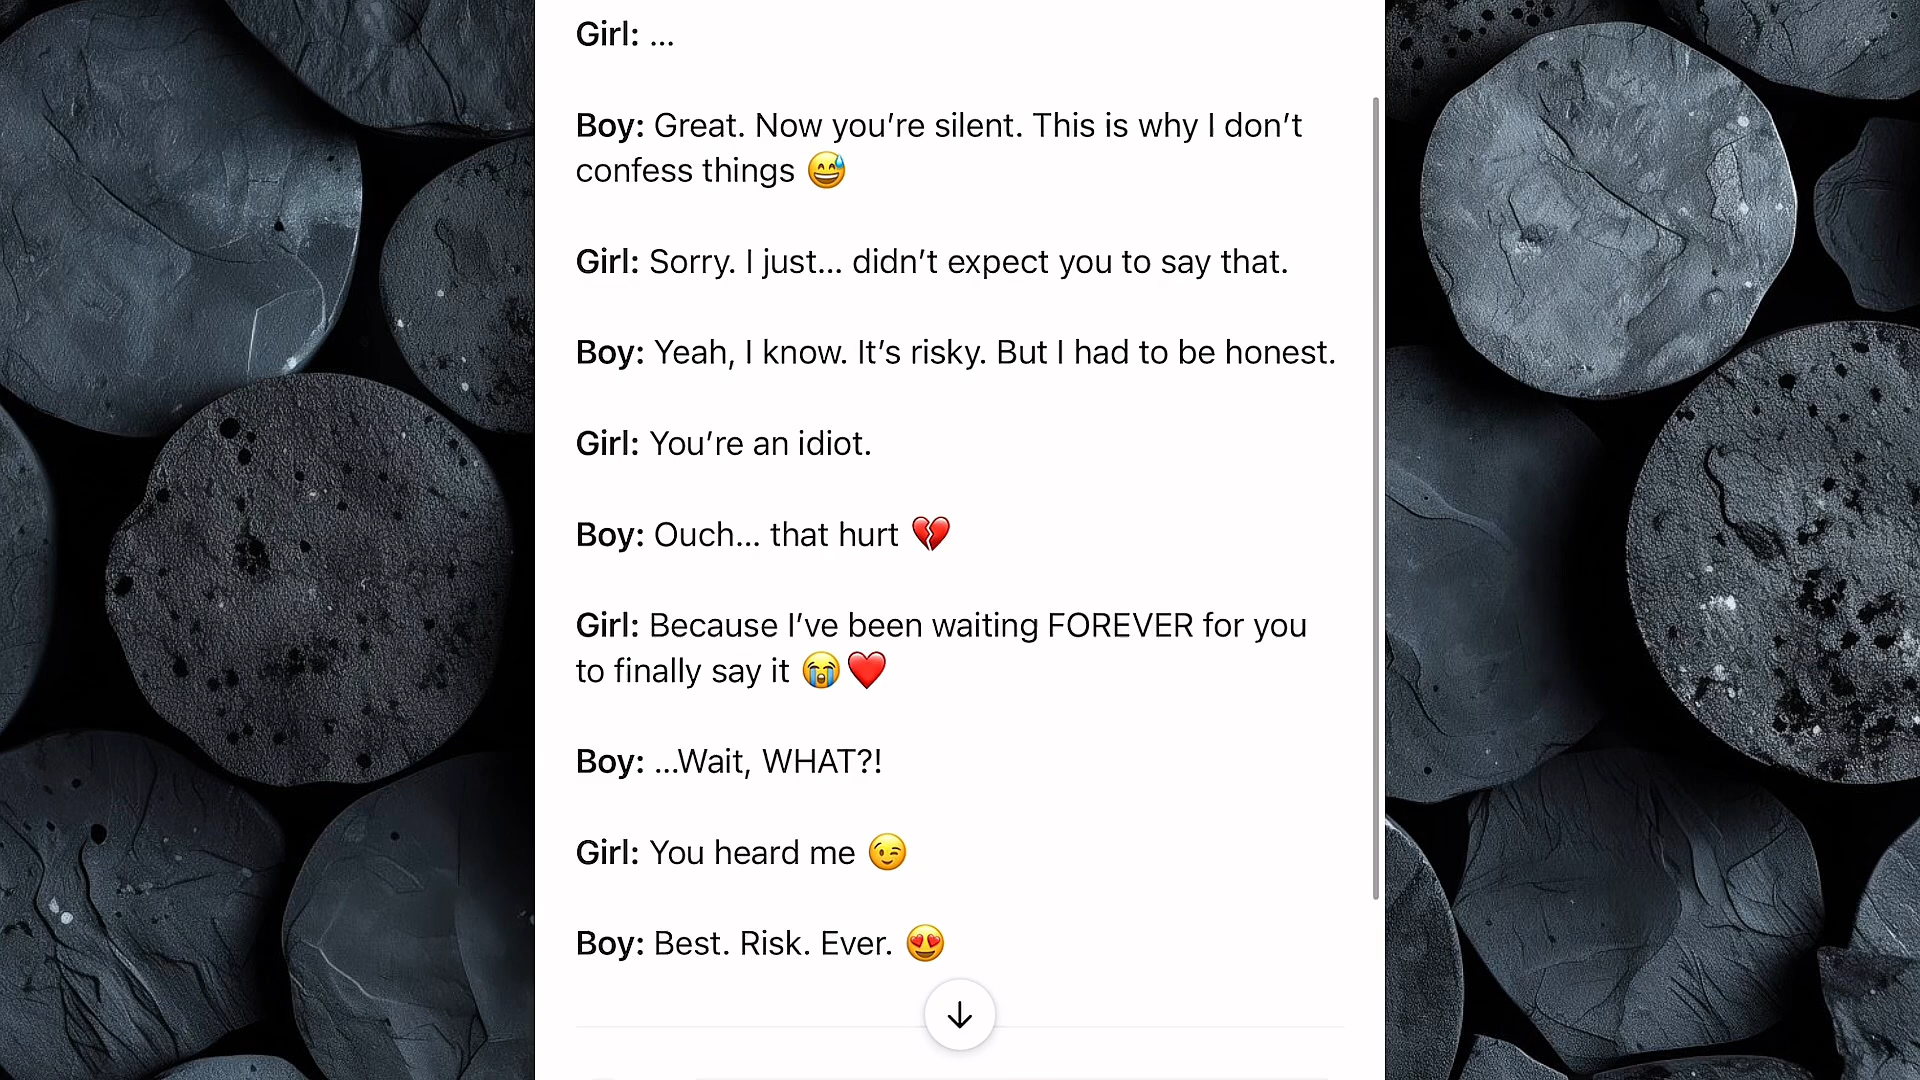 Girl: ...
Boy: Great. Now you’re silent. This is why I don’t
confess things 😅
Girl: Sorry. I just... didn’t expect you to say that.
Boy: Yeah, I know. It’s risky. But I had to be honest.
Girl: You’re an idiot.
Boy: Ouch... that hurt 💔
Girl: Because I’ve been waiting FOREVER for you
to finally say it 😭❤️
Boy: ...Wait, WHAT?!
Girl: You heard me 😉
Boy: Best. Risk. Ever. 😍